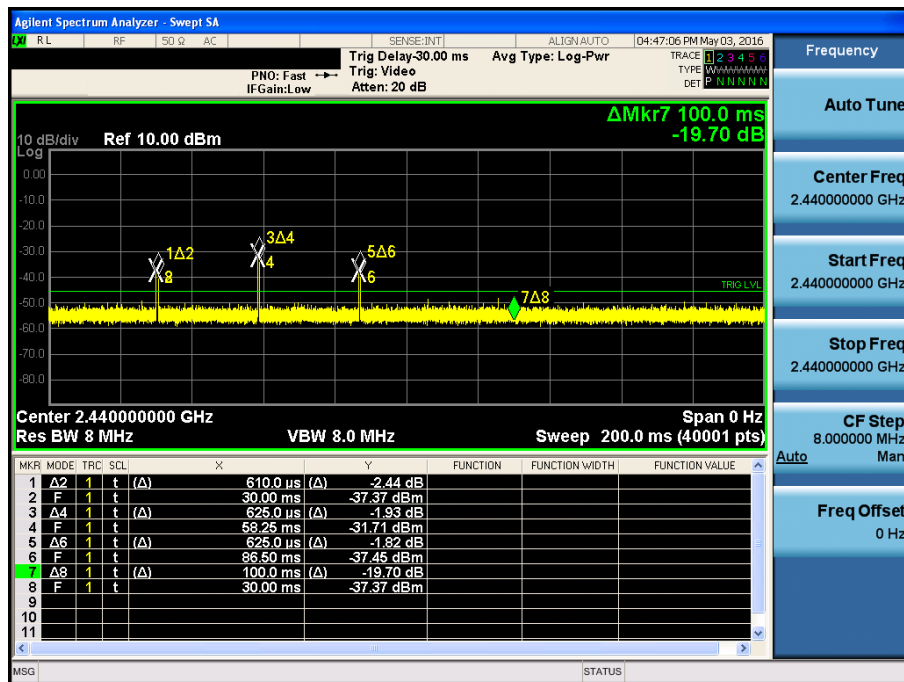 Agilent Spectrum Analyzer - Swept SA
LXI RL RF 50 Ω AC SENSE:INT ALIGN AUTO 04:47:06 PM May 03, 2016
PNO: Fast
IFGain:Low
Trig Delay-30.00 ms
Trig: Video
Atten: 20 dB
Avg Type: Log-Pwr
TRACE 1 2 3 4 5 6
TYPE WWWWWW
DET P N N N N N
ΔMkr7 100.0 ms
-19.70 dB
10 dB/div Ref 10.00 dBm
Log
0.00
-10.0
-20.0
-30.0
-40.0
-50.0
-60.0
-70.0
-80.0
1Δ2
2
8
3Δ4
4
5Δ6
6
7Δ8
TRIG LVL
Center 2.440000000 GHz Span 0 Hz
Res BW 8 MHz VBW 8.0 MHz Sweep 200.0 ms (40001 pts)
MKR MODE TRC SCL X Y FUNCTION FUNCTION WIDTH FUNCTION VALUE
1 Δ2 1 t (Δ) 610.0 µs (Δ) -2.44 dB
2 F 1 t 30.00 ms -37.37 dBm
3 Δ4 1 t (Δ) 625.0 µs (Δ) -1.93 dB
4 F 1 t 58.25 ms -31.71 dBm
5 Δ6 1 t (Δ) 625.0 µs (Δ) -1.82 dB
6 F 1 t 86.50 ms -37.45 dBm
7 Δ8 1 t (Δ) 100.0 ms (Δ) -19.70 dB
8 F 1 t 30.00 ms -37.37 dBm
9
10
11
MSG STATUS
Frequency
Auto Tune
Center Freq
2.440000000 GHz
Start Freq
2.440000000 GHz
Stop Freq
2.440000000 GHz
CF Step
8.000000 MHz
Auto Man
Freq Offset
0 Hz